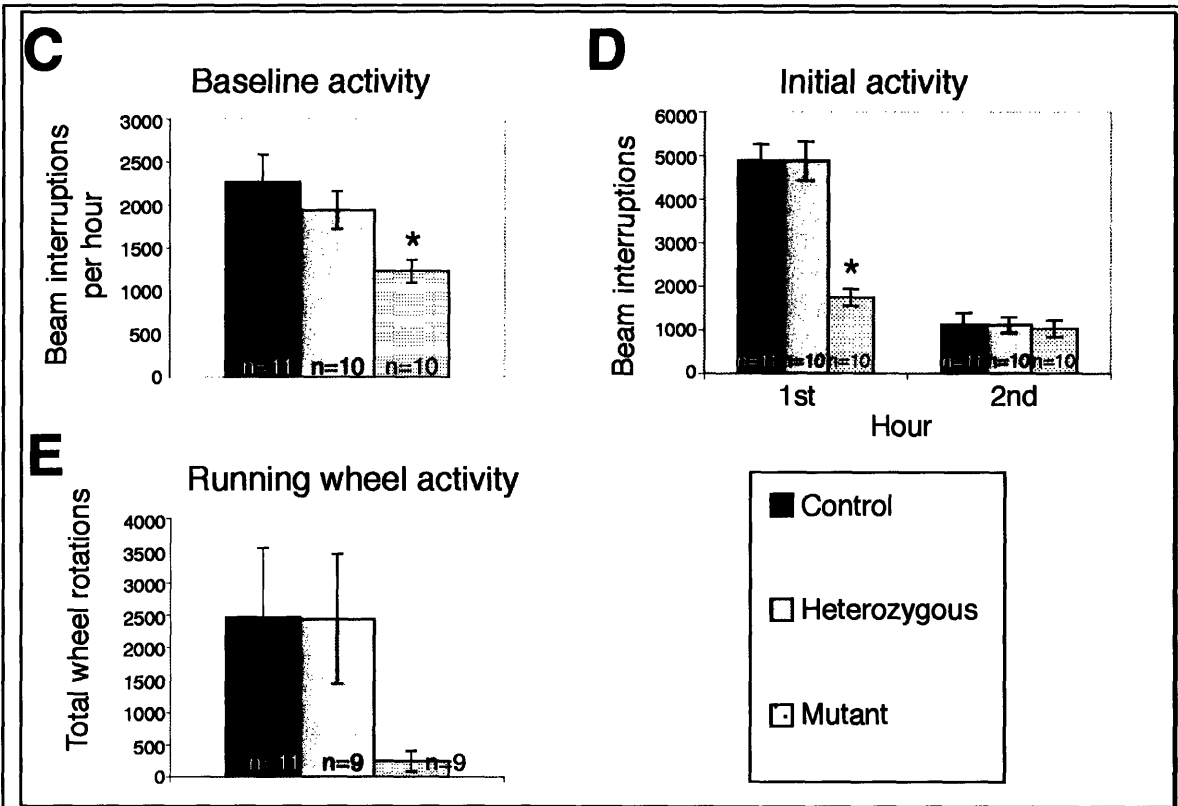 C
Baseline activity
Beam interruptions
per hour
3000
2500
2000
1500
1000
500
0
*
n=11 n=10 n=10
D
Initial activity
Beam interruptions
6000
5000
4000
3000
2000
1000
0
*
n=11 n=10 n=10 n=11 n=10 n=10
1st 2nd
Hour
E
Running wheel activity
Total wheel rotations
4000
3500
3000
2500
2000
1500
1000
500
0
n=11 n=9 n=9
Control
Heterozygous
Mutant